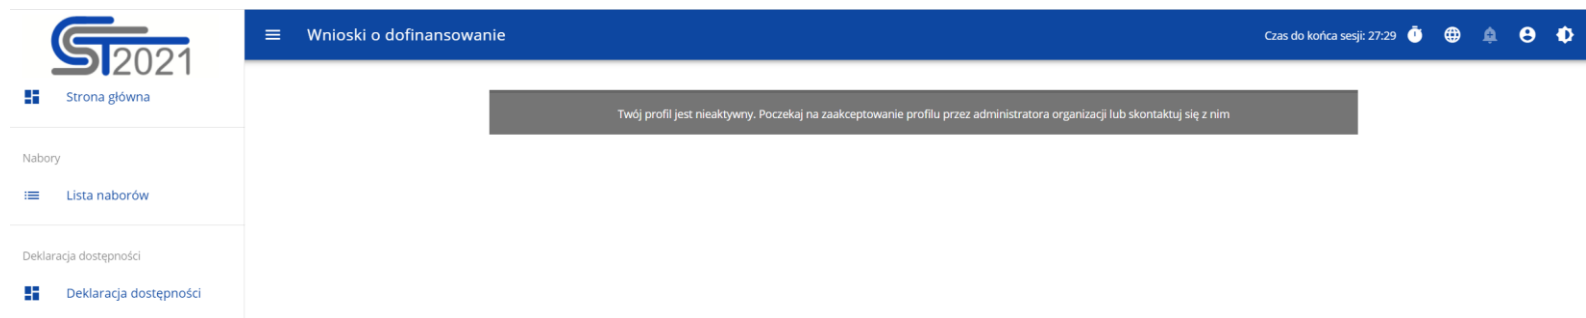 CST2021
Wnioski o dofinansowanie
Czas do końca sesji: 27:29
Strona główna
Twój profil jest nieaktywny. Poczekaj na zaakceptowanie profilu przez administratora organizacji lub skontaktuj się z nim
Nabory
Lista naborów
Deklaracja dostępności
Deklaracja dostępności